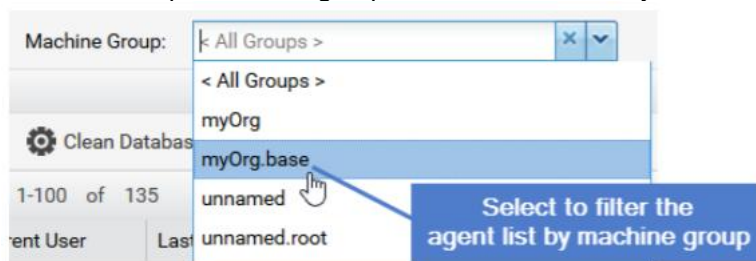 Machine Group:
< All Groups >
< All Groups >
myOrg
Clean Databas
myOrg.base
1-100 of 135
unnamed
Select to filter the
agent list by machine group
rent User
Las
unnamed.root